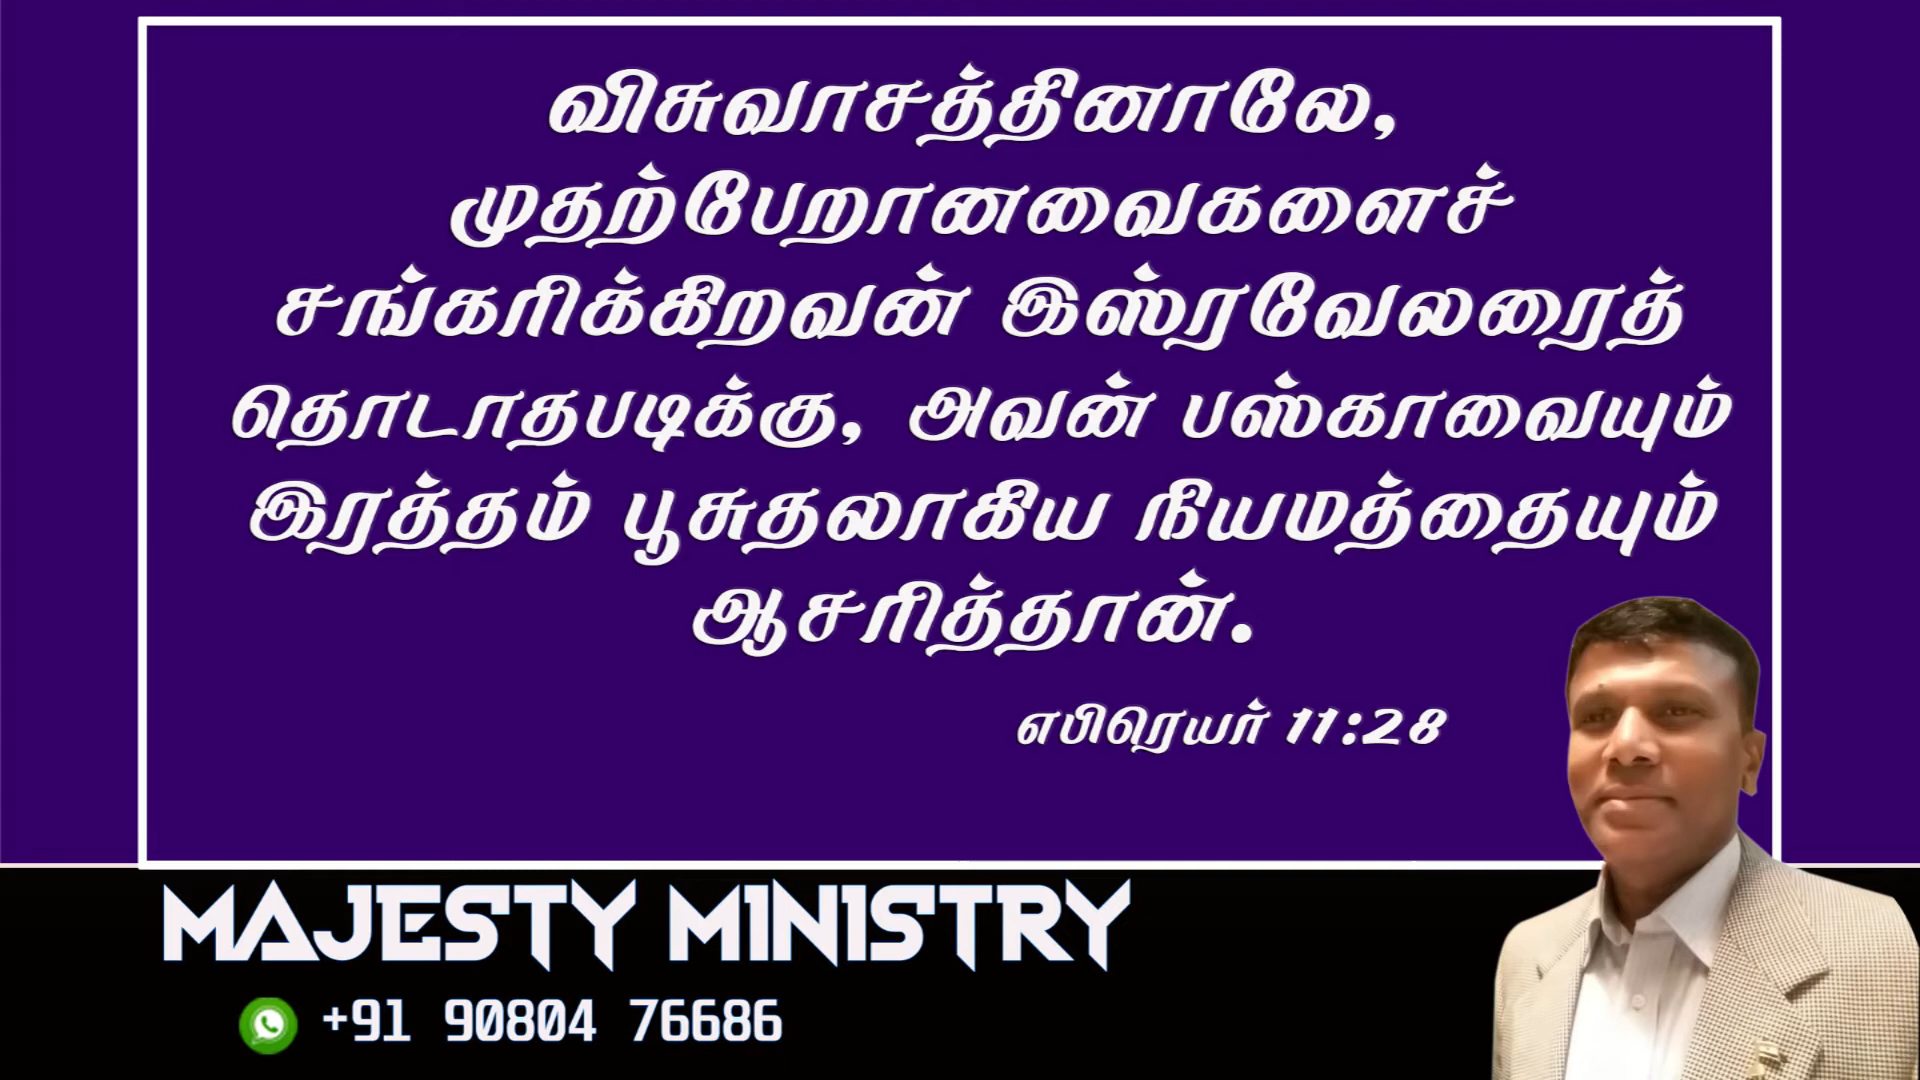 விசுவாசத்தினாலே,
முதற்பேறானவைகளைச்
சங்கரிக்கிறவன் இஸ்ரவேலரைத்
தொடாதபடிக்கு, அவன் பஸ்காவையும்
இரத்தம் பூசுதலாகிய நியமத்தையும்
ஆசரித்தான்.
எபிரெயர் 11:28
MAJESTY MINISTRY
+91 90804 76686